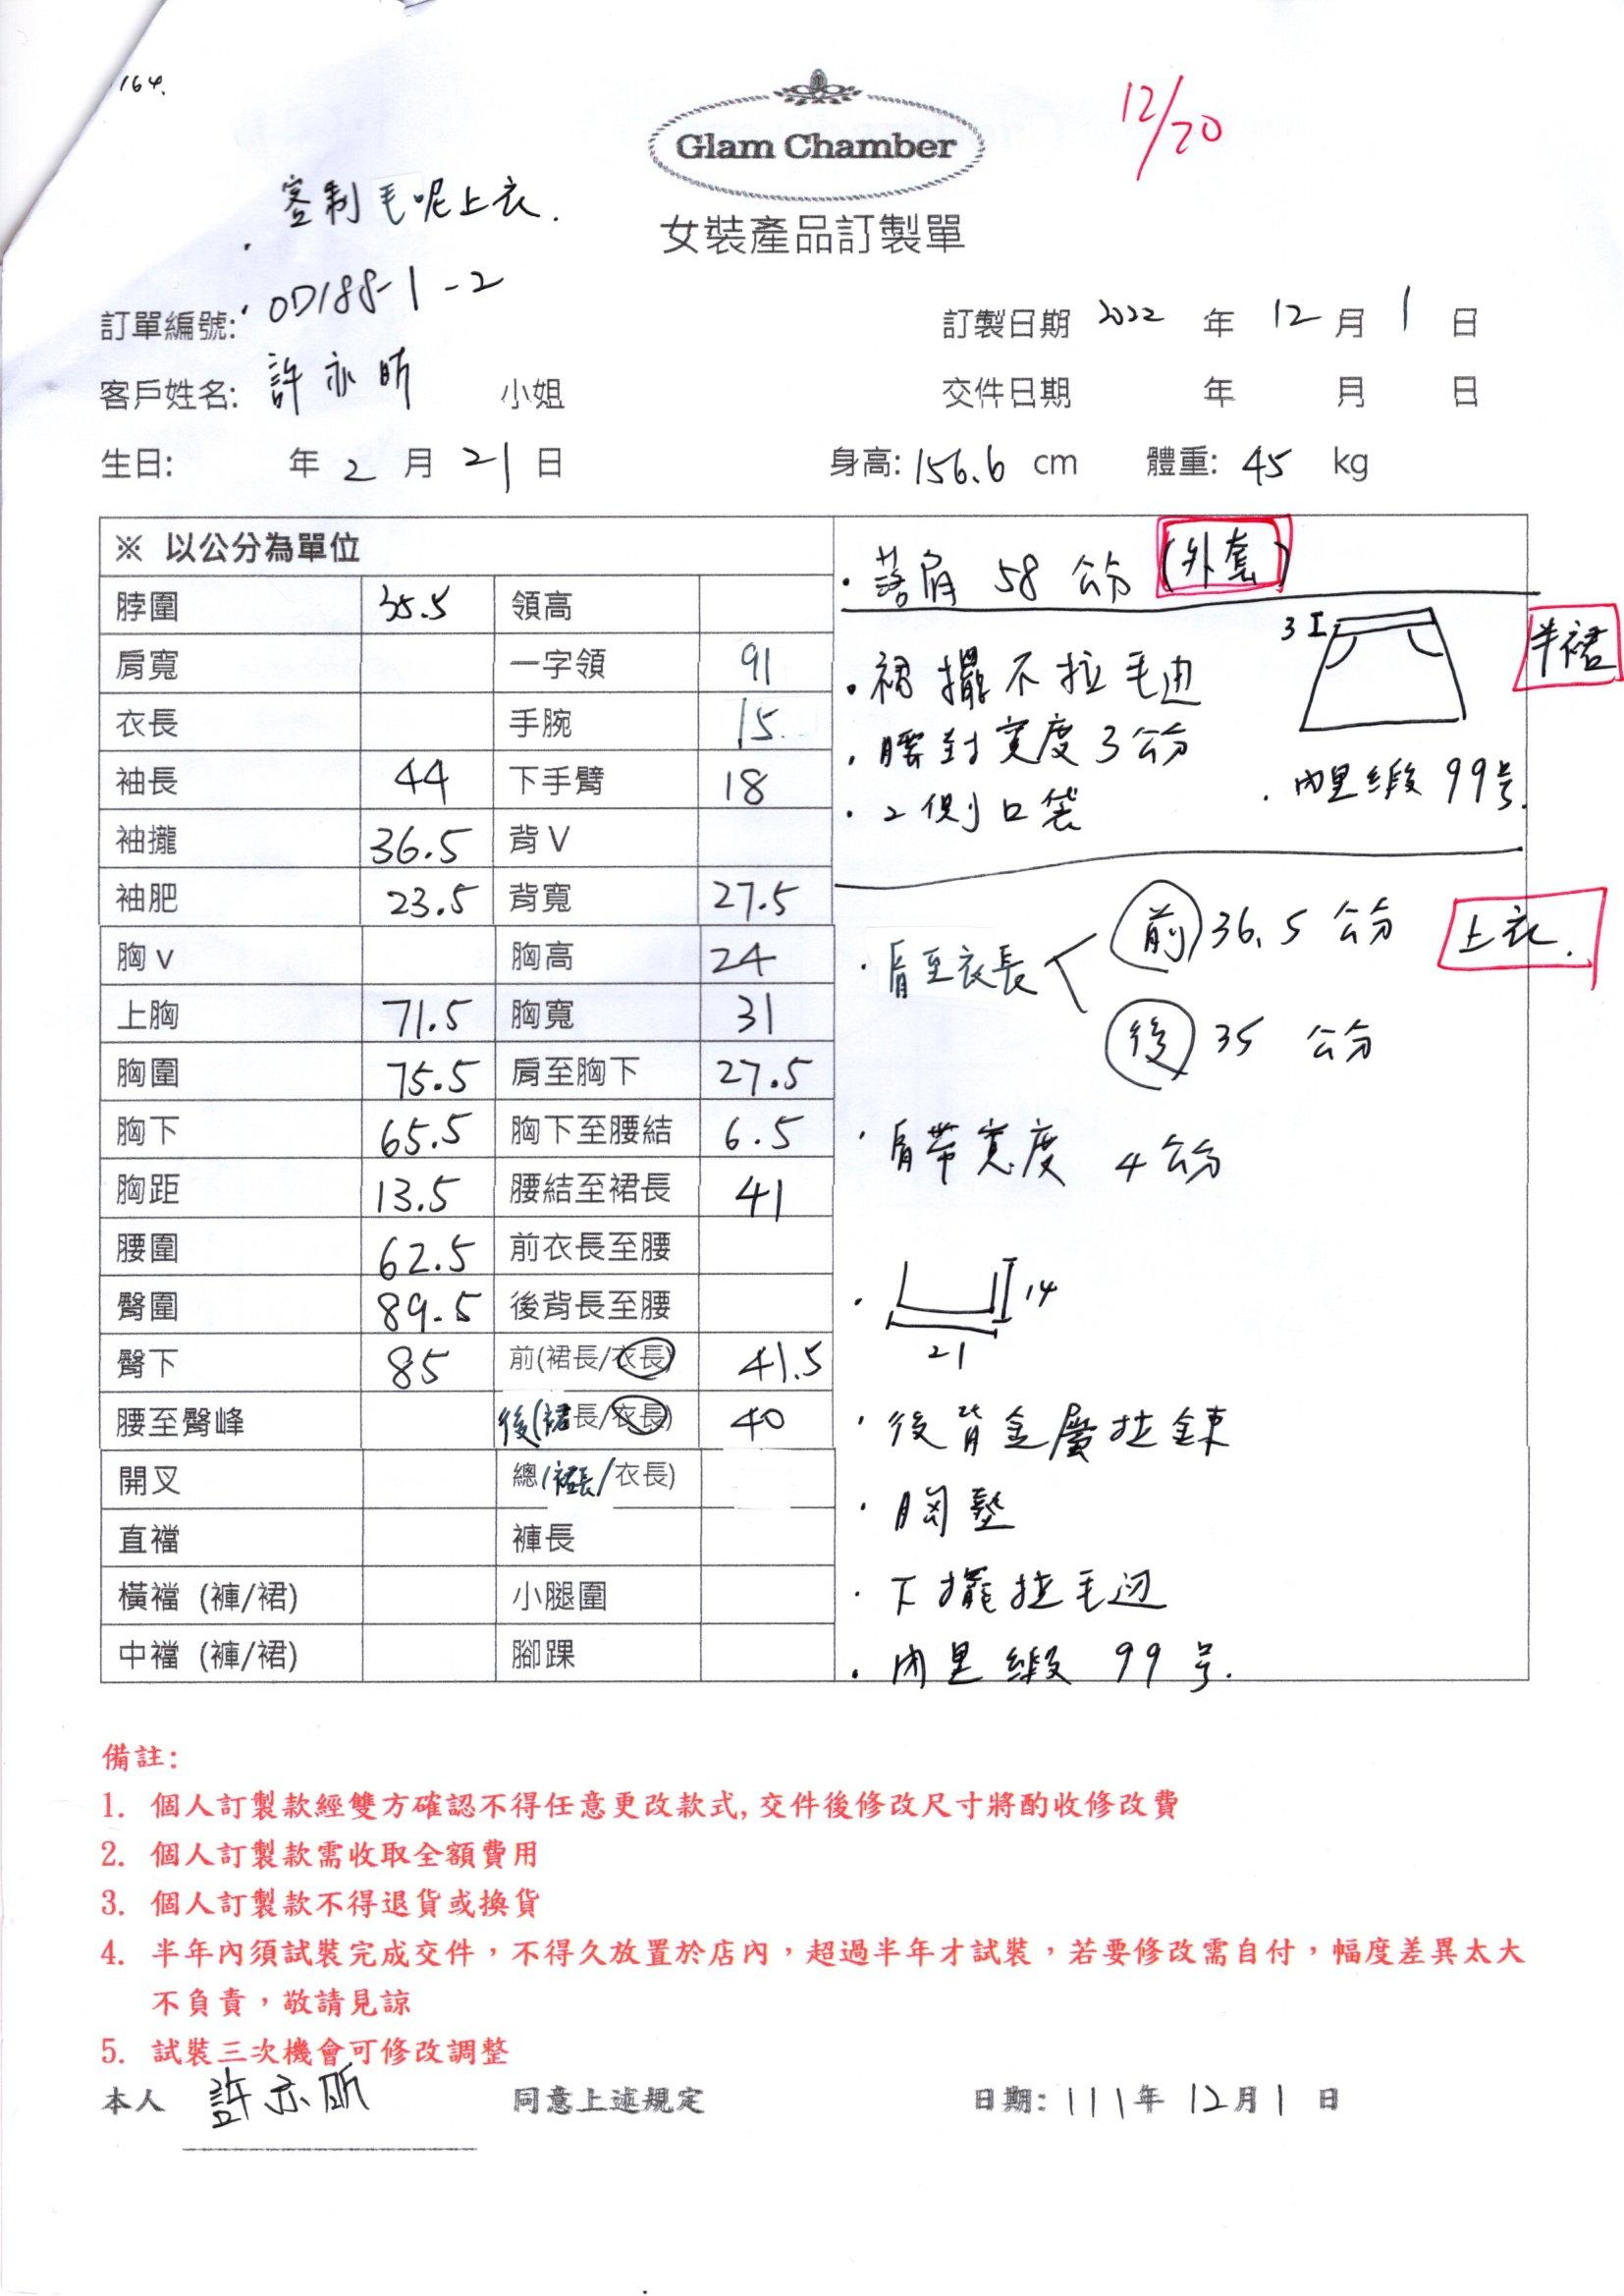 164.
Glam Chamber
12/20
客制毛呢上衣.
女裝產品訂製單
訂單編號: OD188-1-2
訂製日期 2022 年 12 月 1 日
客戶姓名: 許亦昕 小姐
交件日期 年 月 日
生日: 年 2 月 21 日
身高: 156.6 cm 體重: 45 kg
※ 以公分為單位
脖圍 35.5 領高
肩寬 一字領 91
衣長 手腕 15.
袖長 44 下手臂 18
袖攏 36.5 背V
袖肥 23.5 背寬 27.5
胸v 胸高 24
上胸 71.5 胸寬 31
胸圍 75.5 肩至胸下 27.5
胸下 65.5 胸下至腰結 6.5
胸距 13.5 腰結至裙長 41
腰圍 62.5 前衣長至腰
臀圍 89.5 後背長至腰
臀下 85 前(裙長/衣長) 41.5
腰至臀峰 後(裙長/衣長) 40
開叉 總(裙長/衣長)
直襠 褲長
橫襠 (褲/裙) 小腿圍
中襠 (褲/裙) 腳踝
·落肩 58 公分 (外套)
半裙
3
·裙擺不拉毛边
·腰封寬度3公分
·2側口袋
·內里緞 99号.
上衣.
·肩至衣長
前 36.5 公分
後 35 公分
·肩帶寬度 4公分
14
21
·後背金屬拉鍊
·胸墊
·下擺拉毛边
·內里緞 99号.
備註:
1. 個人訂製款經雙方確認不得任意更改款式,交件後修改尺寸將酌收修改費
2. 個人訂製款需收取全額費用
3. 個人訂製款不得退貨或換貨
4. 半年內須試裝完成交件，不得久放置於店內，超過半年才試裝，若要修改需自付，幅度差異太大
不負責，敬請見諒
5. 試裝三次機會可修改調整
本人 許亦昕 同意上述規定
日期: 111年 12月 1 日